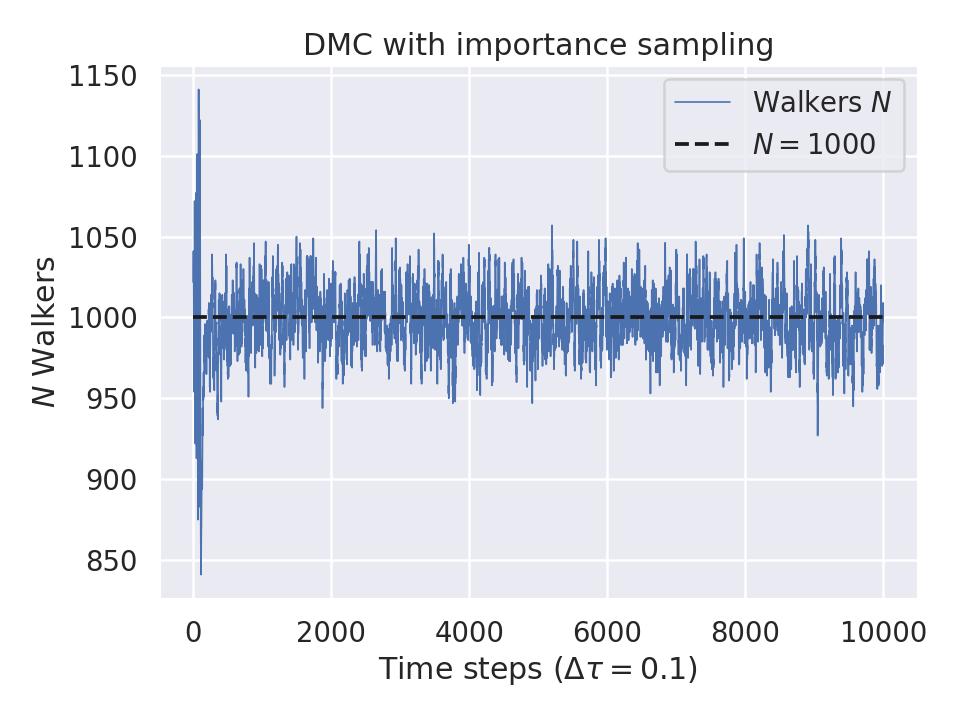 DMC with importance sampling
1150
1100
1050
1000
950
900
850
N Walkers
Walkers N
N = 1000
0 2000 4000 6000 8000 10000
Time steps (Δτ = 0.1)